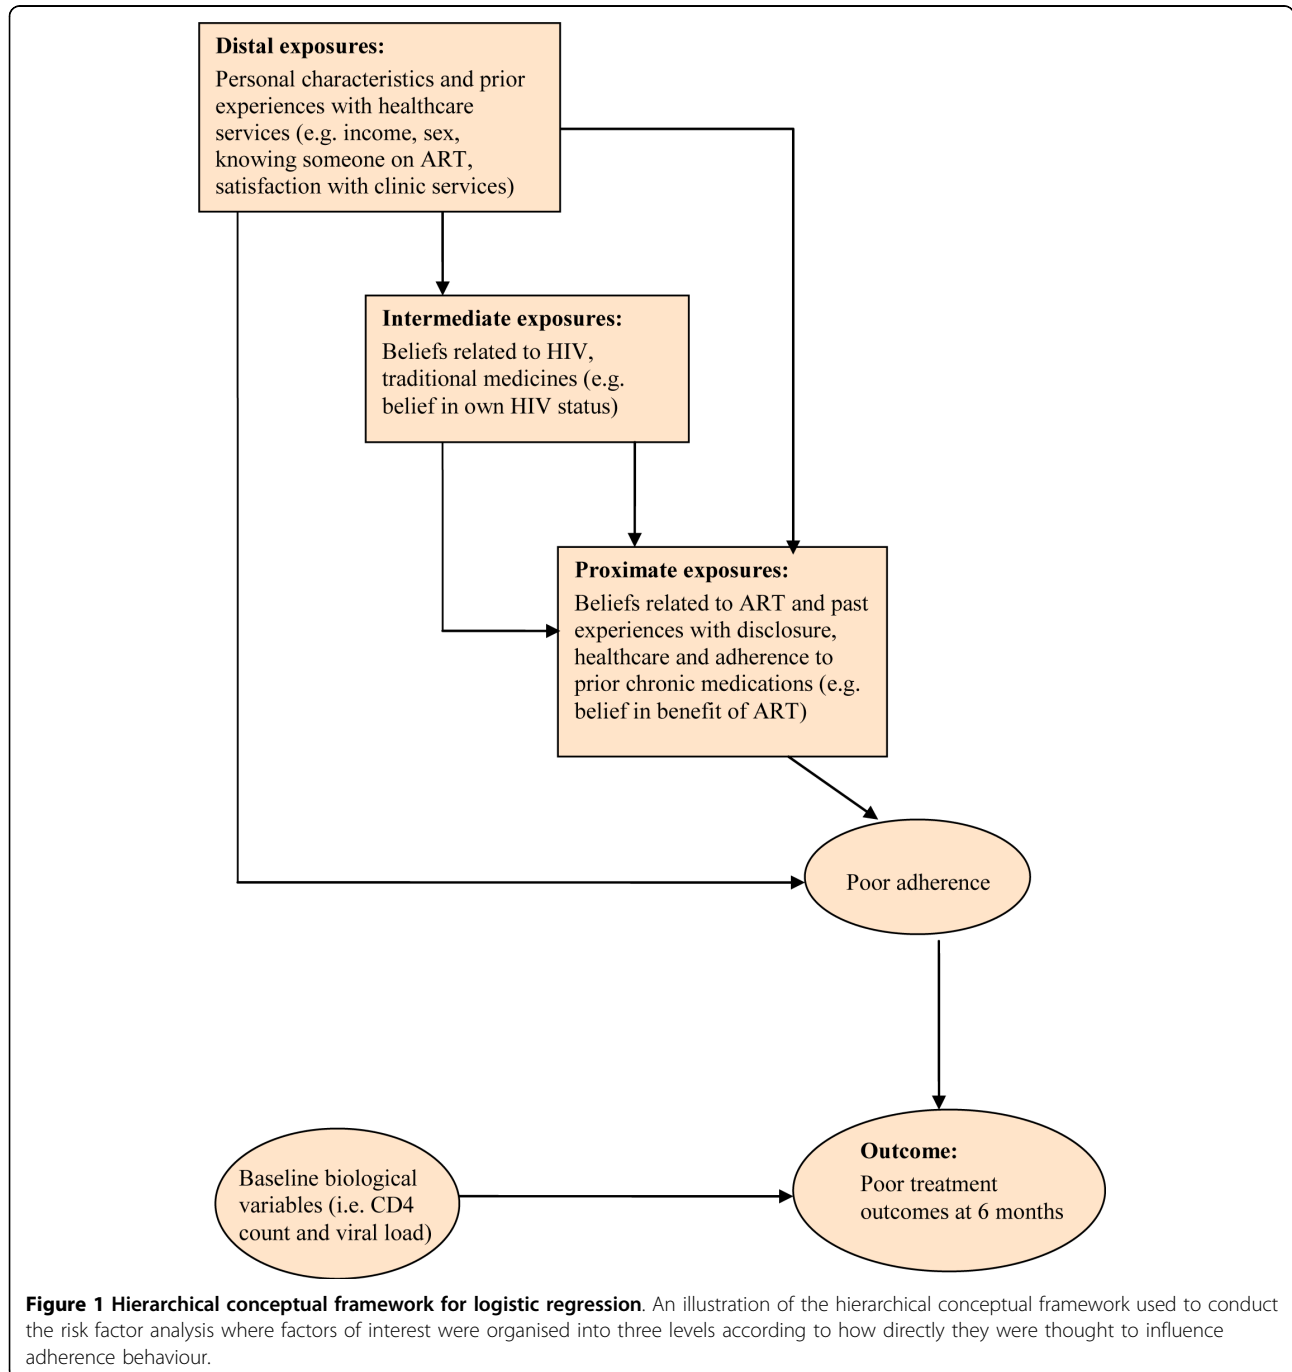 Distal exposures:
Personal characteristics and prior
experiences with healthcare
services (e.g. income, sex,
knowing someone on ART,
satisfaction with clinic services)
Intermediate exposures:
Beliefs related to HIV,
traditional medicines (e.g.
belief in own HIV status)
Proximate exposures:
Beliefs related to ART and past
experiences with disclosure,
healthcare and adherence to
prior chronic medications (e.g.
belief in benefit of ART)
Poor adherence
Baseline biological
variables (i.e. CD4
count and viral load)
Outcome:
Poor treatment
outcomes at 6 months
Figure 1 Hierarchical conceptual framework for logistic regression. An illustration of the hierarchical conceptual framework used to conduct
the risk factor analysis where factors of interest were organised into three levels according to how directly they were thought to influence
adherence behaviour.